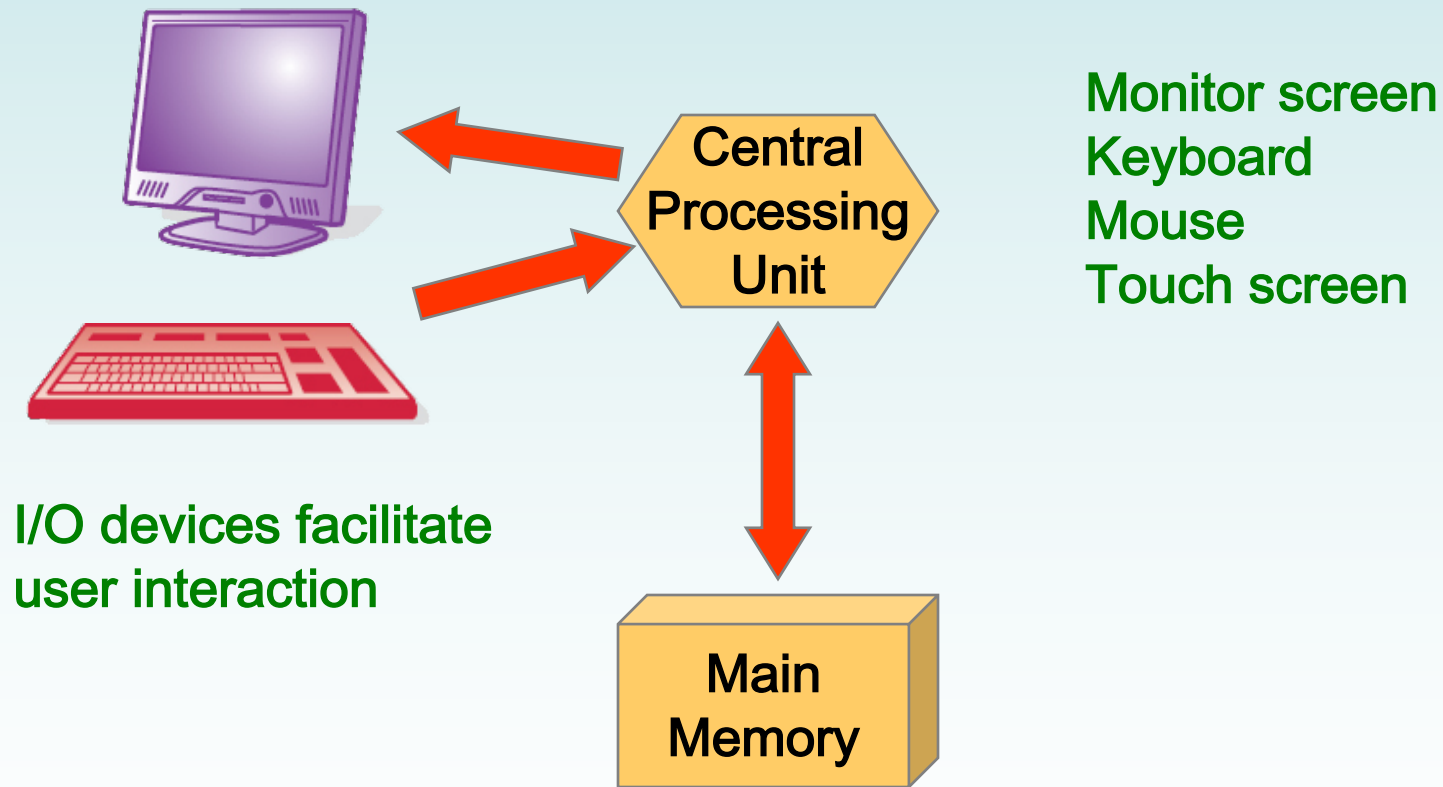 Central
Processing
Unit
Monitor screen
Keyboard
Mouse
Touch screen
I/O devices facilitate
user interaction
Main
Memory